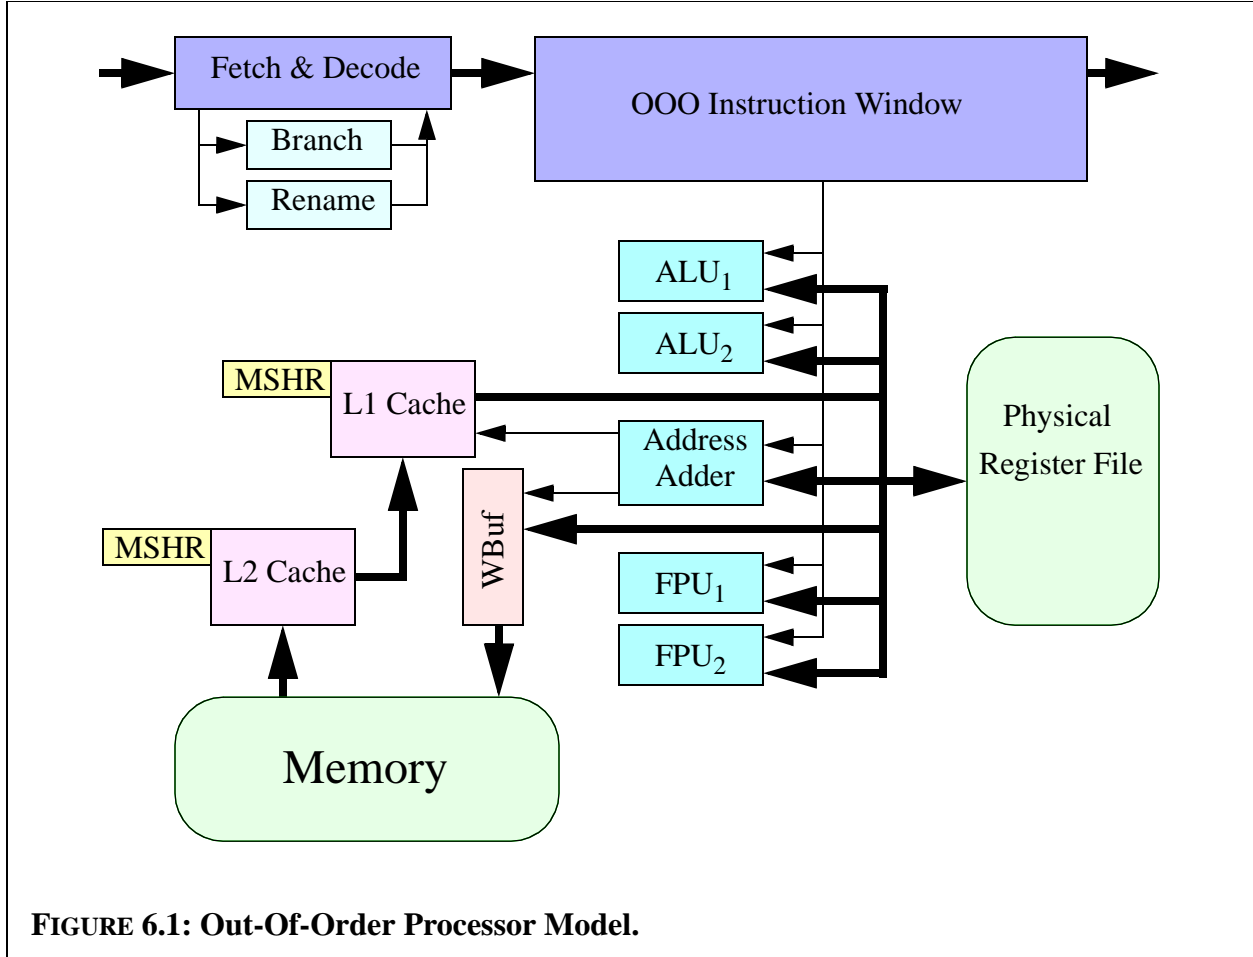 Fetch & Decode
OOO Instruction Window
Branch
Rename
ALU1
ALU2
MSHR
L1 Cache
Address
Adder
Physical
Register File
MSHR
L2 Cache
WBuf
FPU1
FPU2
Memory
FIGURE 6.1: Out-Of-Order Processor Model.